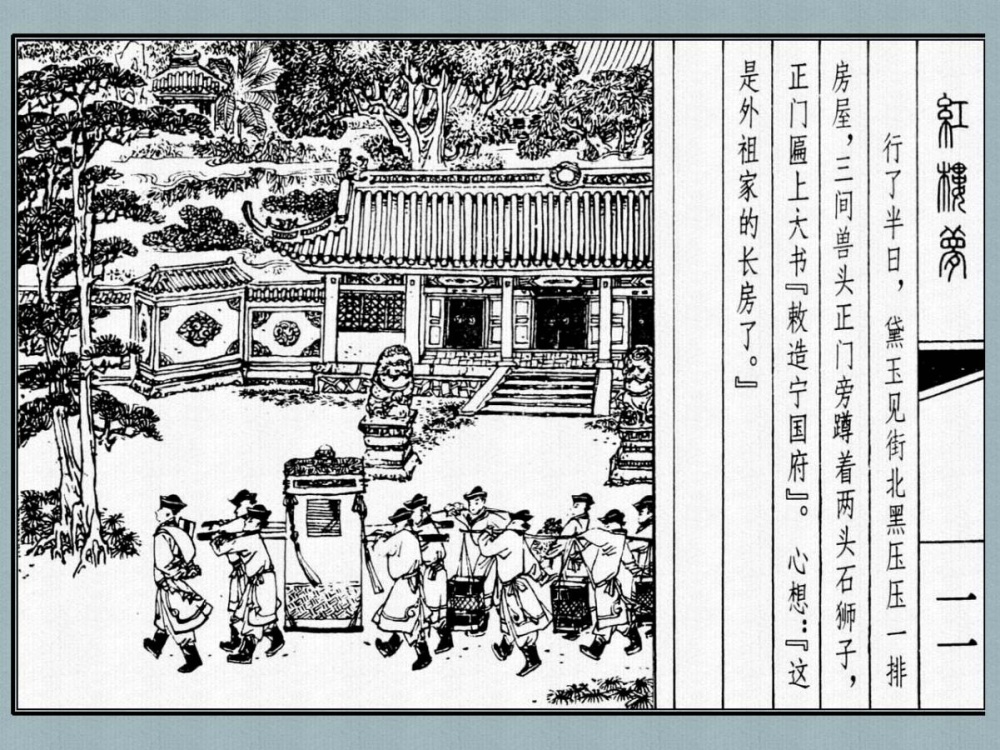 紅樓夢
一一
行了半日，黛玉见街北黑压压一排
房屋，三间兽头正门旁蹲着两头石狮子，
正门匾上大书『敕造宁国府』。心想：『这
是外祖家的长房了。』